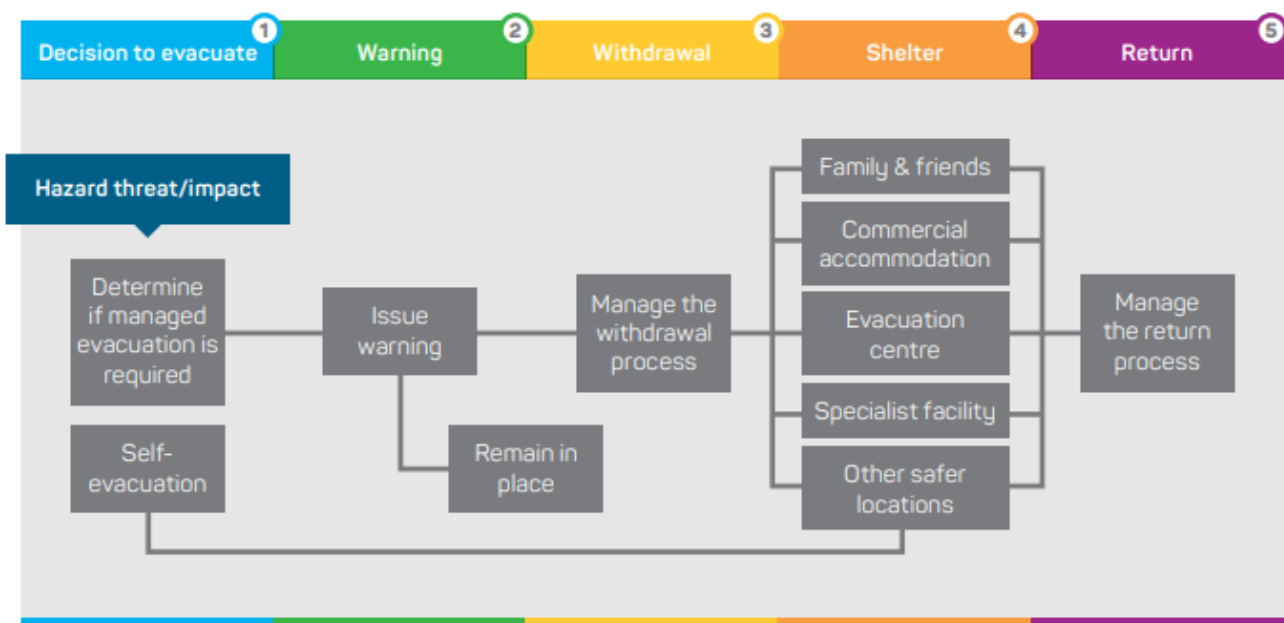 1
2
3
4
5
Decision to evacuate
Warning
Withdrawal
Shelter
Return
Hazard threat/impact
Determine
if managed
evacuation is
required
Self-
evacuation
Issue
warning
Remain in
place
Manage the
withdrawal
process
Family & friends
Commercial
accommodation
Evacuation
centre
Specialist facility
Other safer
locations
Manage
the return
process